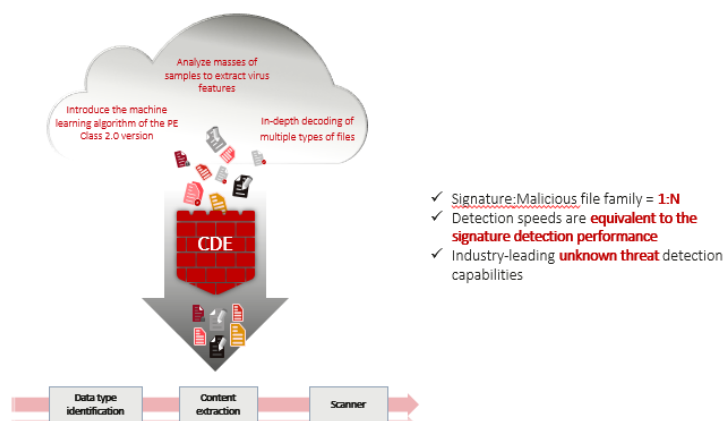 Analyze masses of
samples to extract virus
features
Introduce the machine
learning algorithm of the PE
Class 2.0 version
In-depth decoding of
multiple types of files
CDE
✓ Signature:Malicious file family = 1:N
✓ Detection speeds are equivalent to the
signature detection performance
✓ Industry-leading unknown threat detection
capabilities
Data type
identification
Content
extraction
Scanner